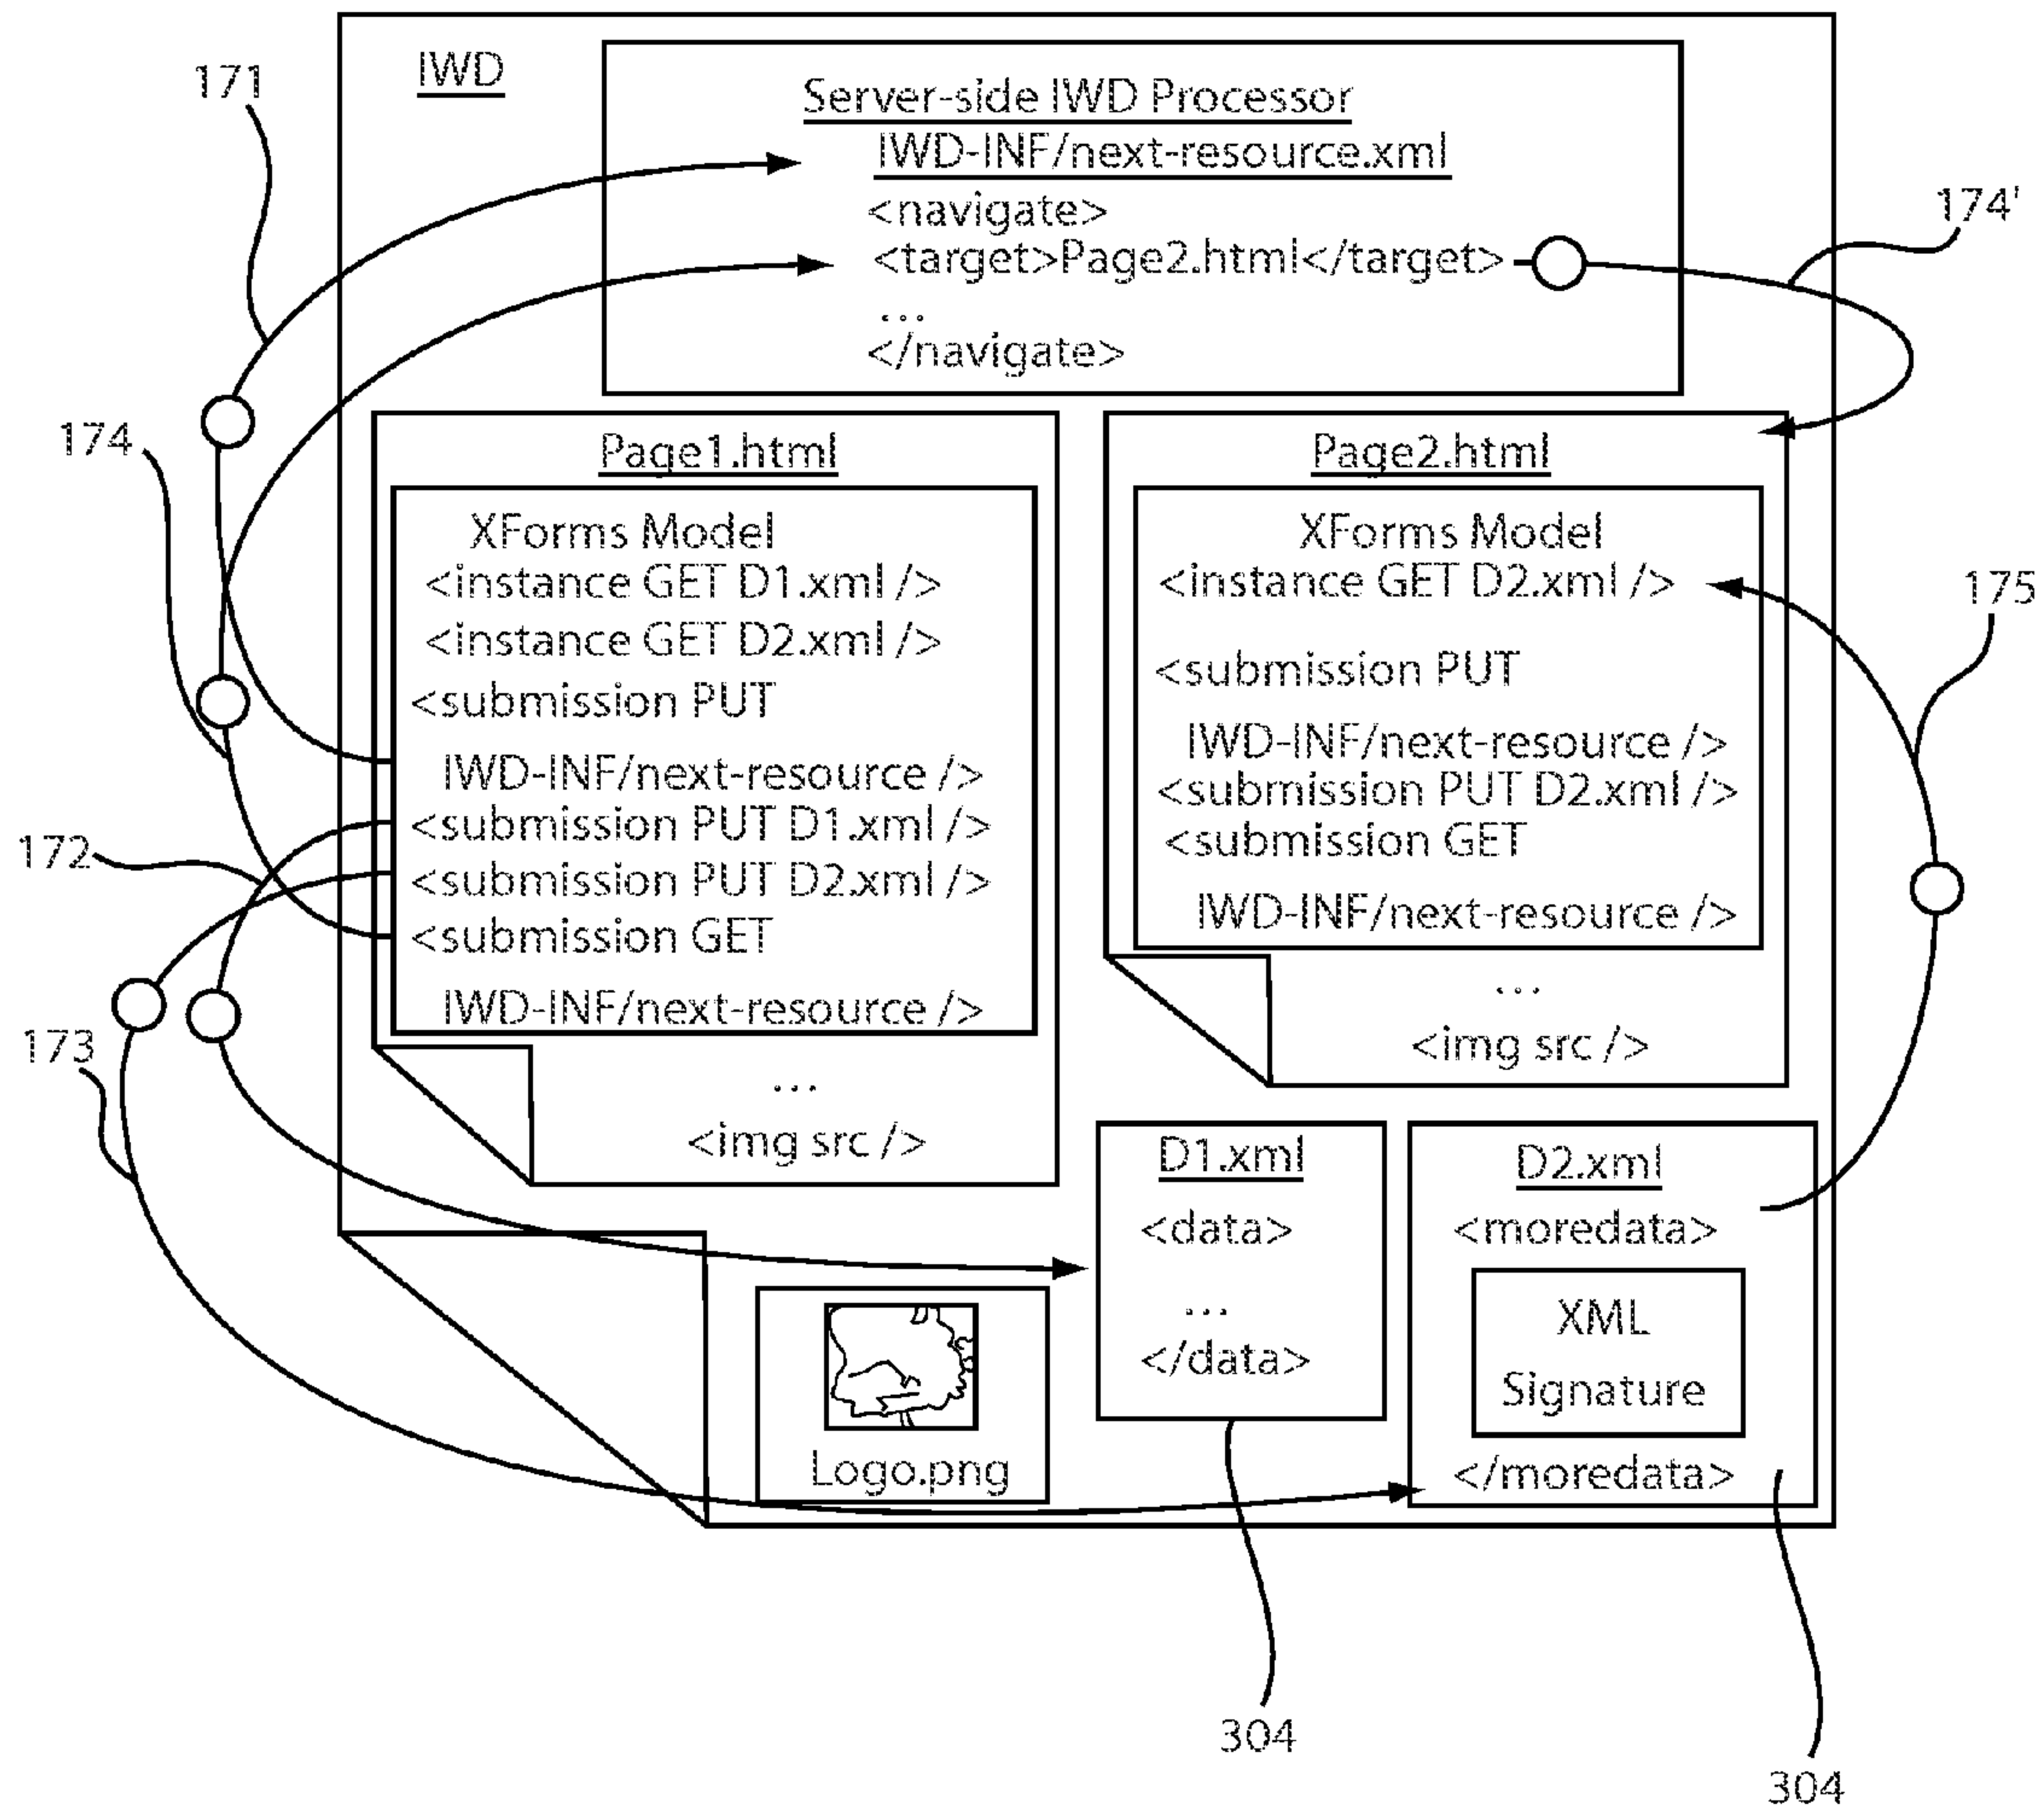 IWD
171
Server-side IWD Processor
IWD-INF/next-resource.xml
<navigate>
<target>Page2.html</target>
...
</navigate>
174'
174
Page1.html
XForms Model
<instance GET D1.xml />
<instance GET D2.xml />
<submission PUT
IWD-INF/next-resource />
<submission PUT D1.xml />
<submission PUT D2.xml />
<submission GET
IWD-INF/next-resource />
...
<img src />
Page2.html
XForms Model
<instance GET D2.xml />
<submission PUT
IWD-INF/next-resource />
<submission PUT D2.xml />
<submission GET
IWD-INF/next-resource />
...
<img src />
175
172
173
Logo.png
D1.xml
<data>
...
</data>
D2.xml
<moredata>
XML
Signature
</moredata>
304
304